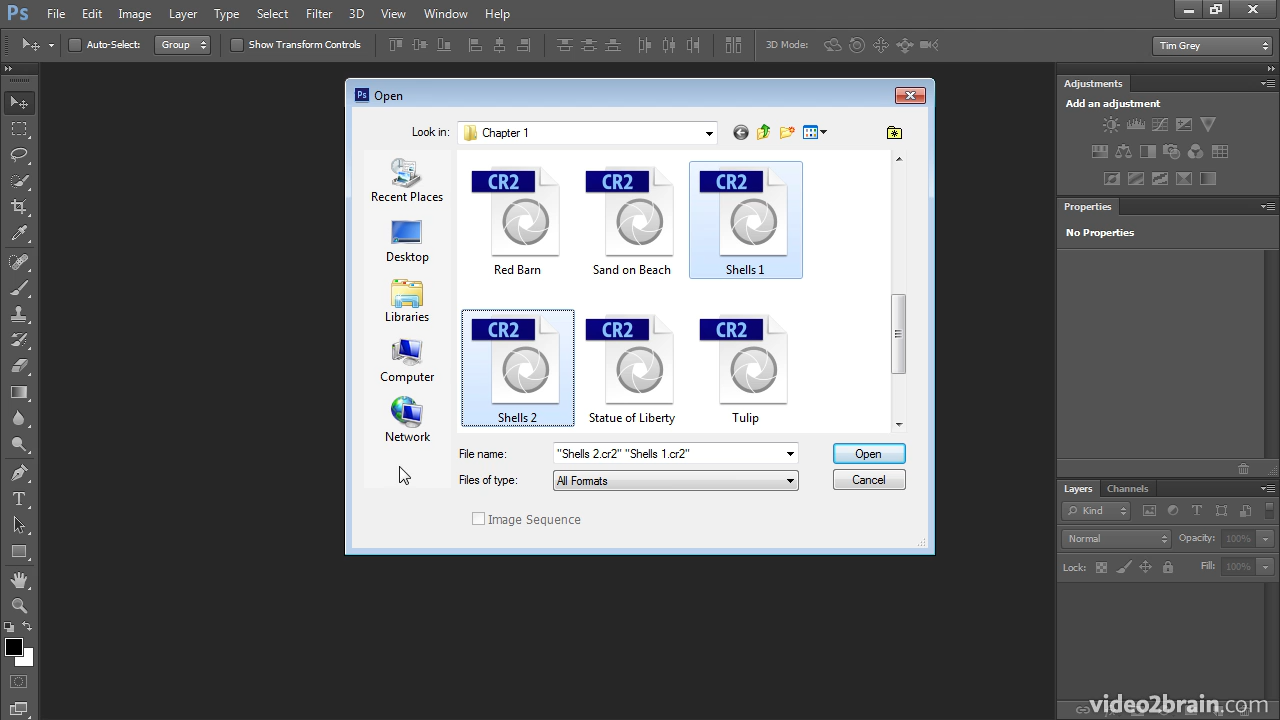 Ps File Edit Image Layer Type Select Filter 3D View Window Help
Auto-Select: Group Show Transform Controls 3D Mode: Tim Grey
Ps Open
Look in: Chapter 1
Recent Places
Desktop
Libraries
Computer
Network
CR2 CR2 CR2
Red Barn Sand on Beach Shells 1
CR2 CR2 CR2
Shells 2 Statue of Liberty Tulip
File name: "Shells 2.cr2" "Shells 1.cr2" Open
Files of type: All Formats Cancel
Image Sequence
Adjustments
Add an adjustment
Properties
No Properties
Layers Channels
Kind
Normal Opacity: 100%
Lock: Fill: 100%
T
video2brain.com